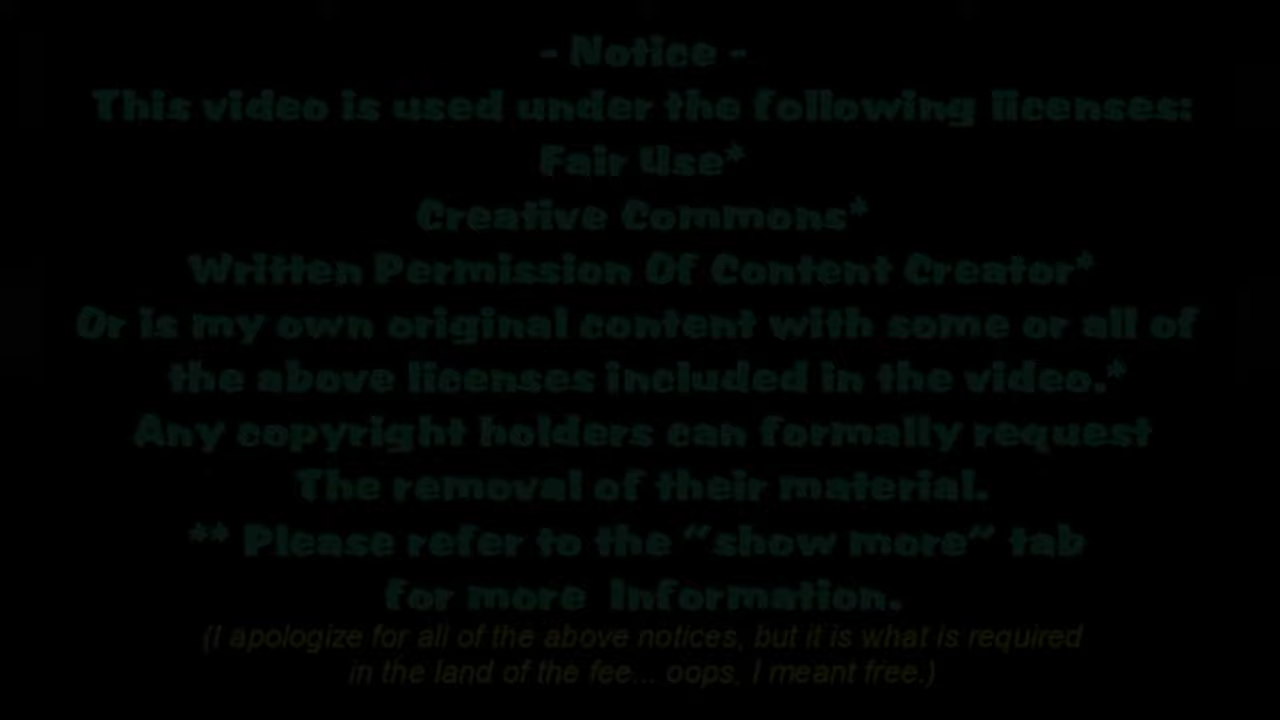 - Notice -
This video is used under the following licenses:
Fair Use*
Creative Commons*
Written Permission Of Content Creator*
Or is my own original content with some or all of
the above licenses included in the video.*
Any copyright holders can formally request
The removal of their material.
** Please refer to the “show more” tab
for more Information.
(I apologize for all of the above notices, but it is what is required
in the land of the fee... oops, I meant free.)